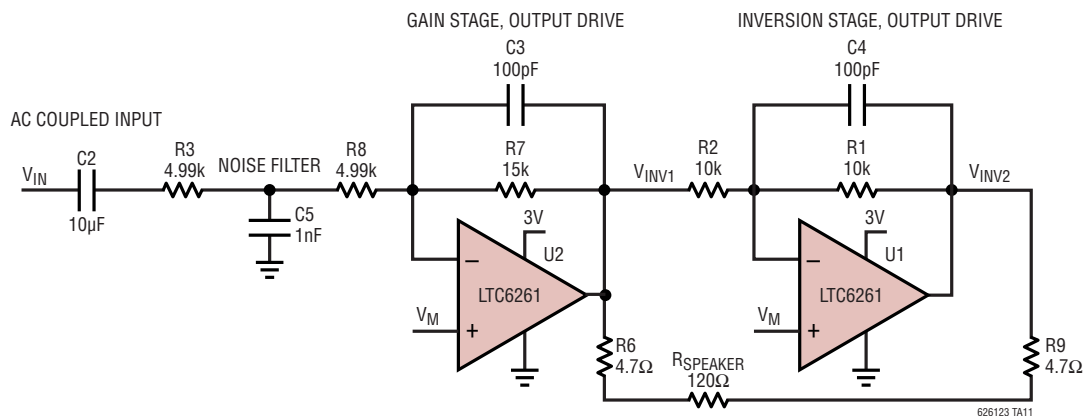 GAIN STAGE, OUTPUT DRIVE
INVERSION STAGE, OUTPUT DRIVE
C3
100pF
C4
100pF
AC COUPLED INPUT
VIN
C2
10µF
R3
4.99k
NOISE FILTER
C5
1nF
R8
4.99k
R7
15k
VINV1
R2
10k
R1
10k
VINV2
3V
U2
–
LTC6261
VM
+
3V
U1
–
LTC6261
VM
+
R6
4.7Ω
RSPEAKER
120Ω
R9
4.7Ω
626123 TA11